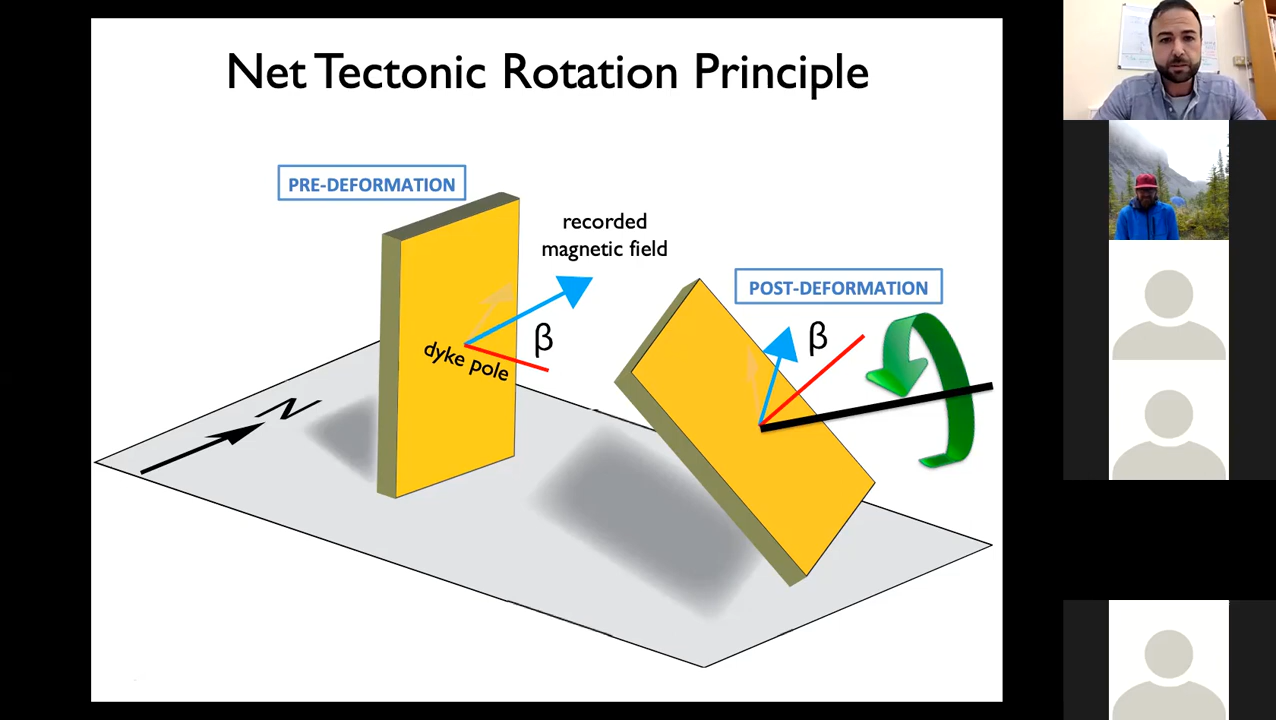 Net Tectonic Rotation Principle
PRE-DEFORMATION
recorded
magnetic field
POST-DEFORMATION
β
β
dyke pole
N